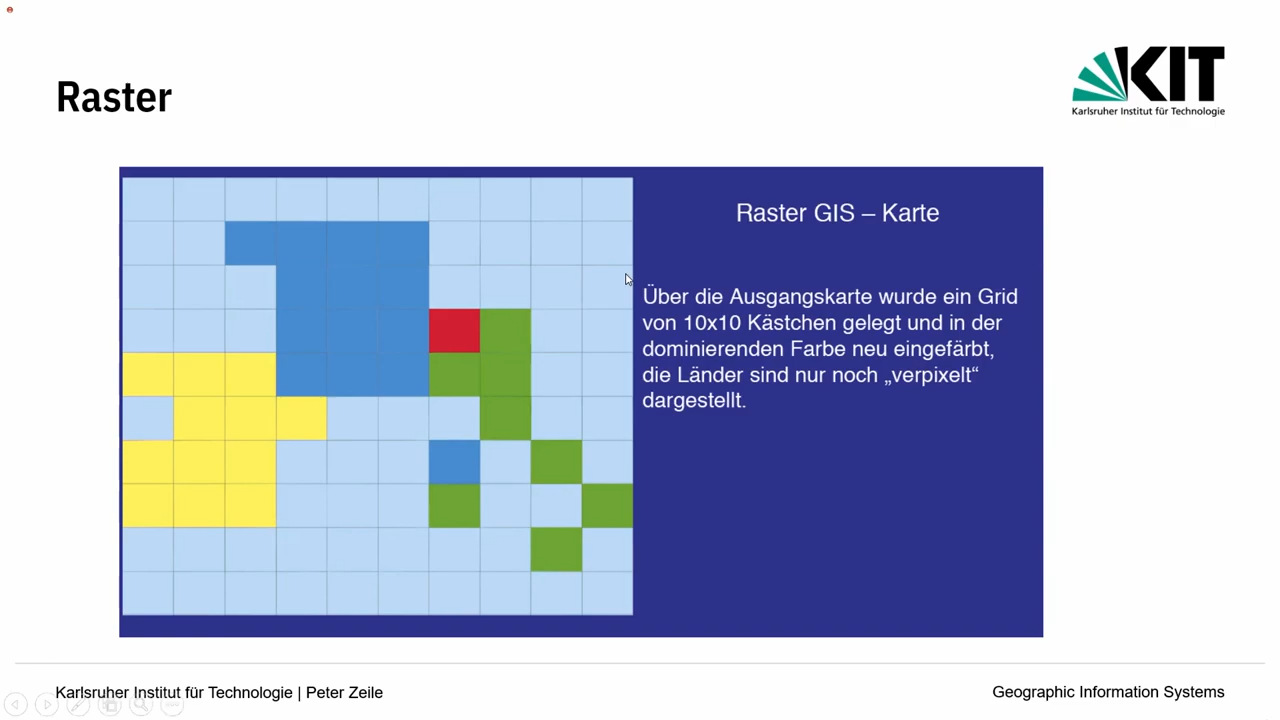 KIT
Karlsruher Institut für Technologie
Raster
Raster GIS – Karte
Über die Ausgangskarte wurde ein Grid
von 10x10 Kästchen gelegt und in der
dominierenden Farbe neu eingefärbt,
die Länder sind nur noch „verpixelt“
dargestellt.
Karlsruher Institut für Technologie | Peter Zeile
Geographic Information Systems